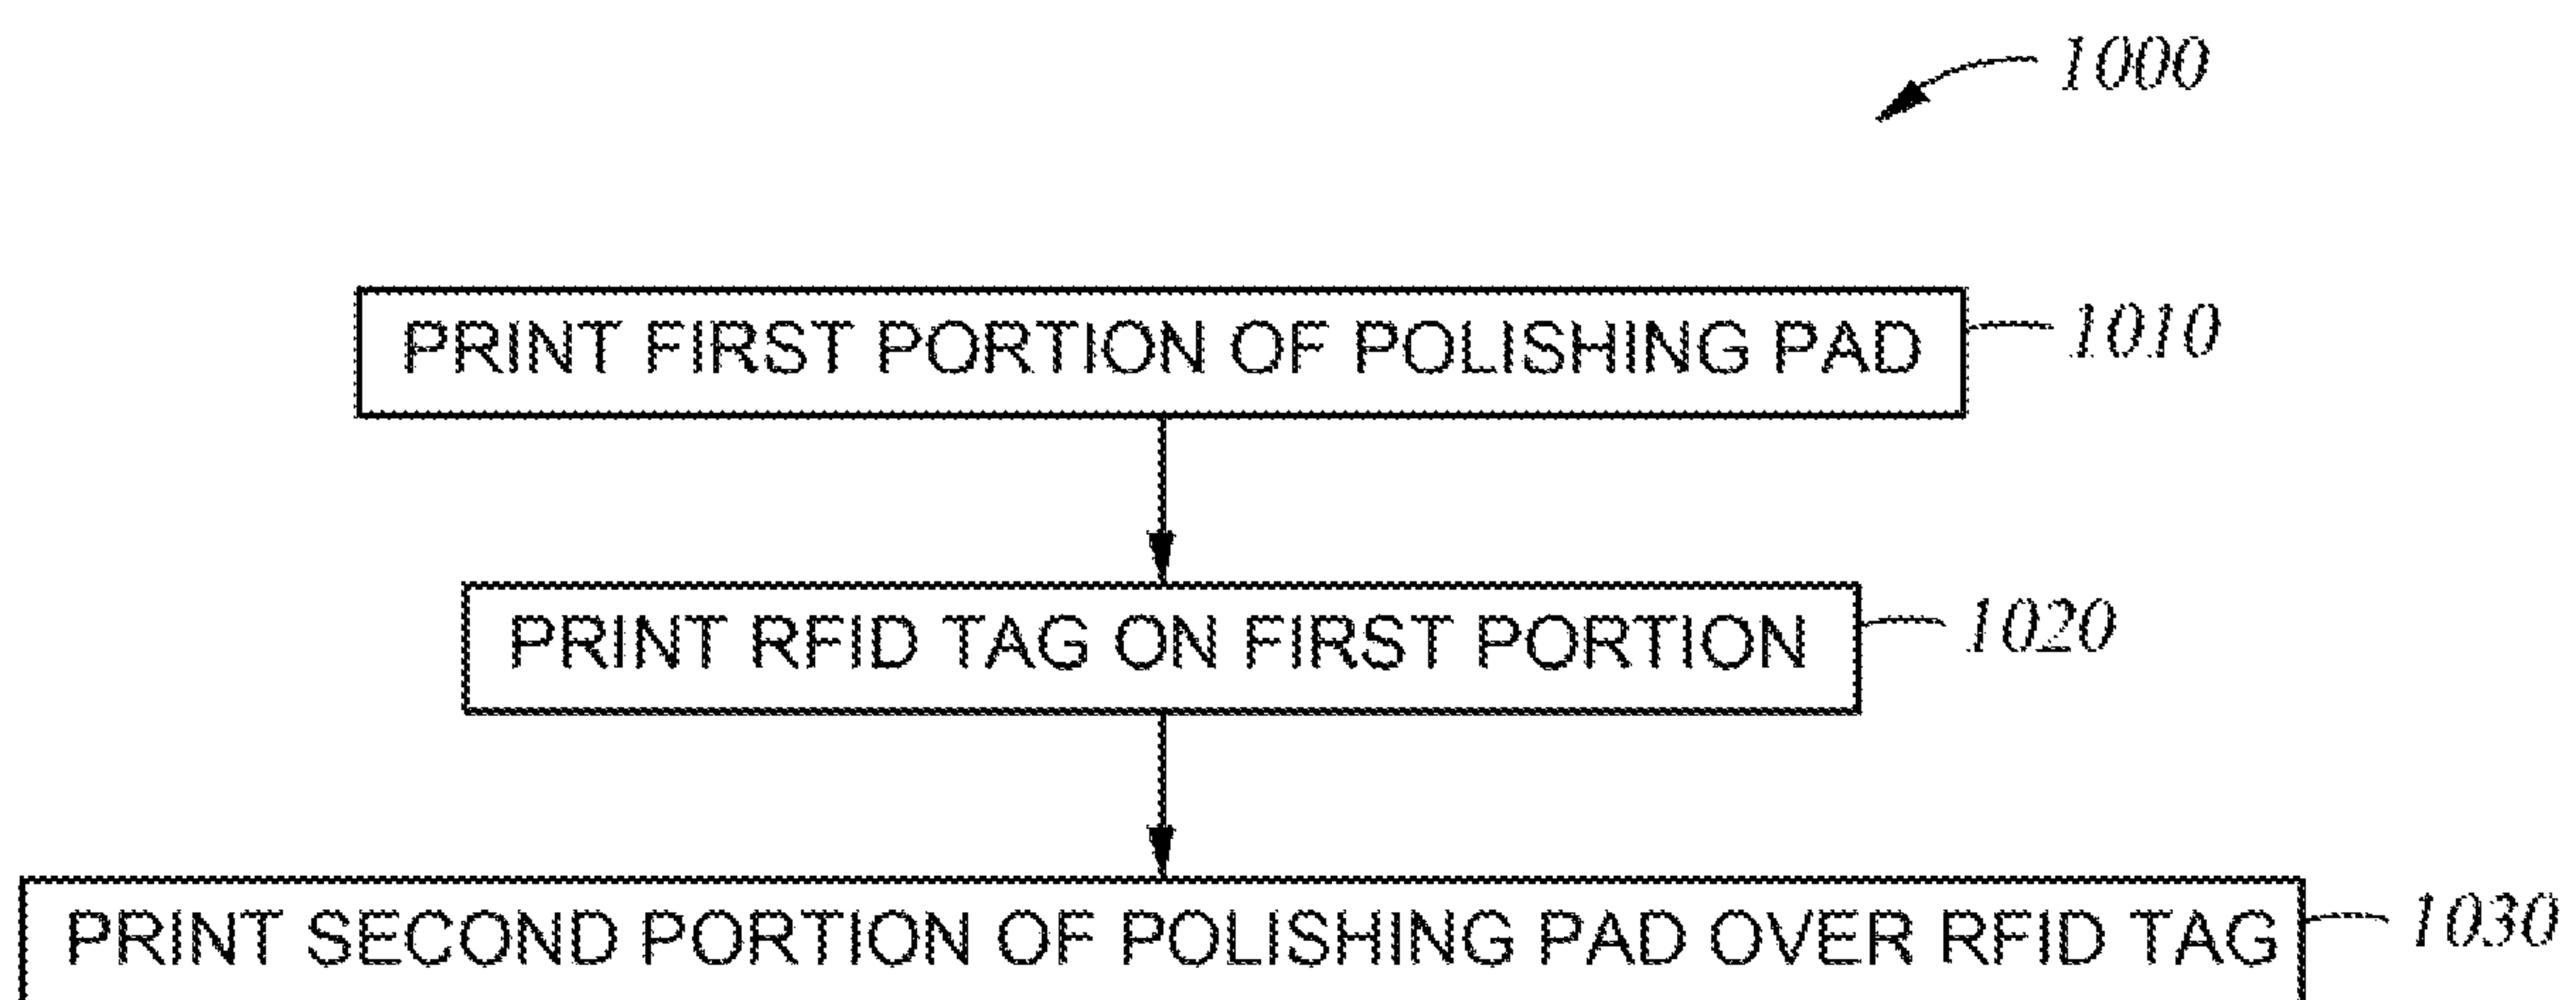 1000
PRINT FIRST PORTION OF POLISHING PAD 1010
PRINT RFID TAG ON FIRST PORTION 1020
PRINT SECOND PORTION OF POLISHING PAD OVER RFID TAG 1030